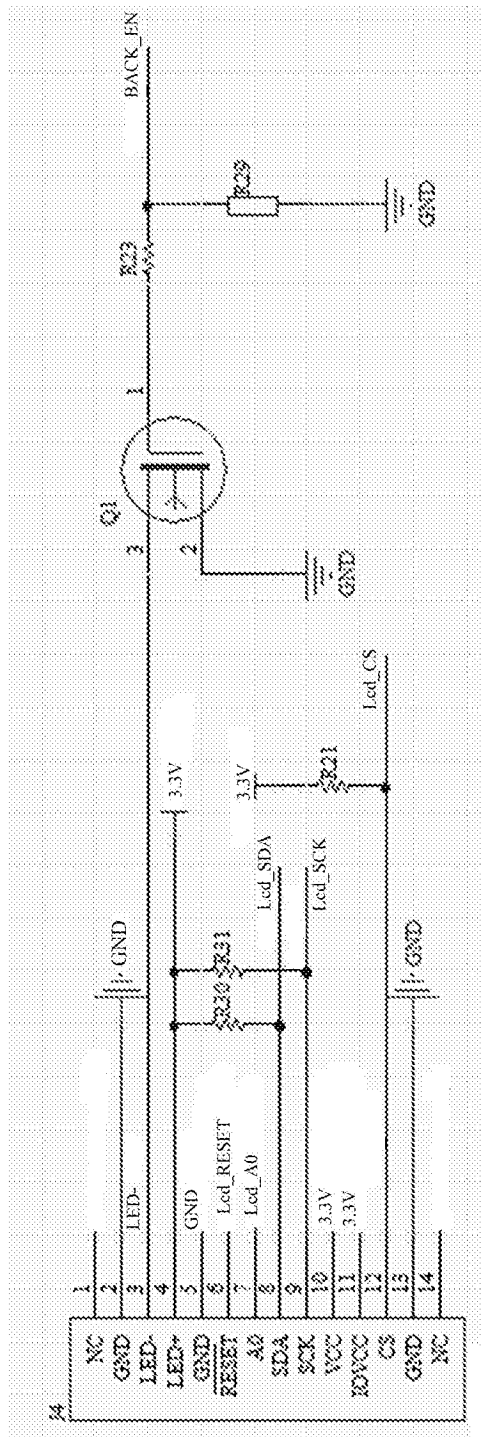 J4
NC 1
GND 2 GND
LED- 3 LED-
LED+ 4 3.3V
GND 5 GND
RESET 6 Lcd_RESET
A0 7 Lcd_A0
SDA 8 Lcd_SDA
SCK 9 Lcd_SCK
VCC 10 3.3V
IOVCC 11 3.3V
CS 12 Lcd_CS
GND 13 GND
NC 14
R30
R31
3.3V
R21
Q1
3
2
1
GND
R23
BACK_EN
R29
GND